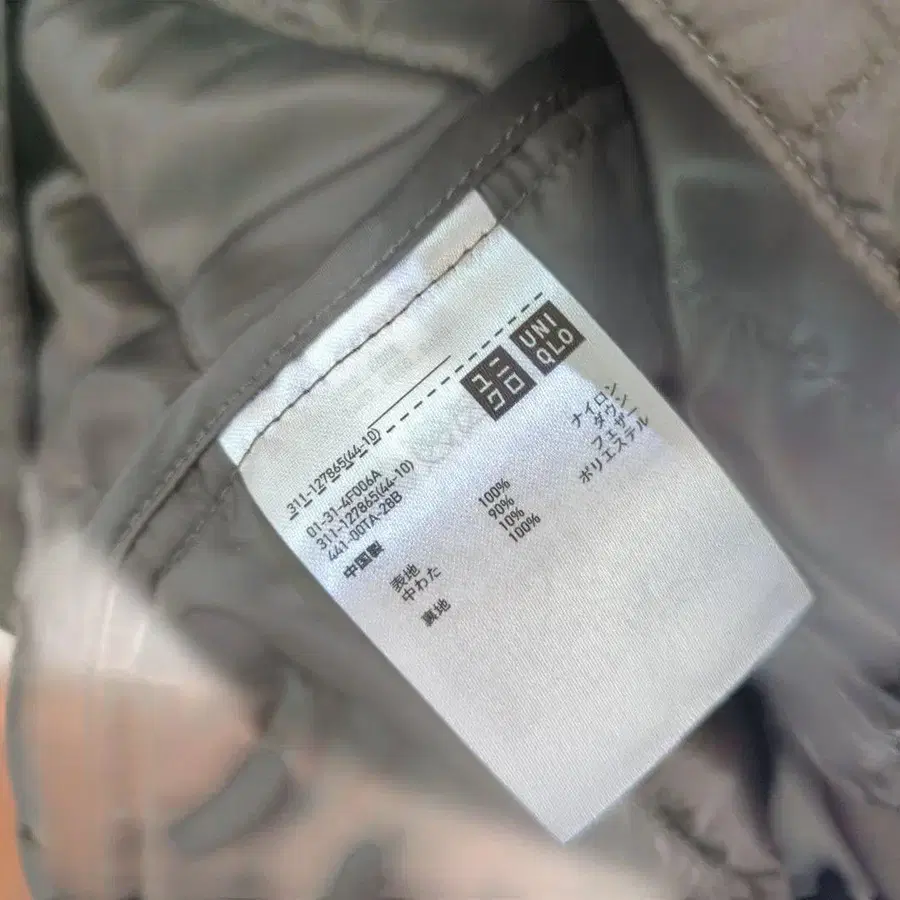 ユニ
クロ
UNI
QLO
311-127865(44-10)
01-31-4F006A
311-127865(44-10)
441-00TA-2BB
中国製
表地 100% ナイロン
中わた 90% ダウン
10% フェザー
裏地 100% ポリエステル